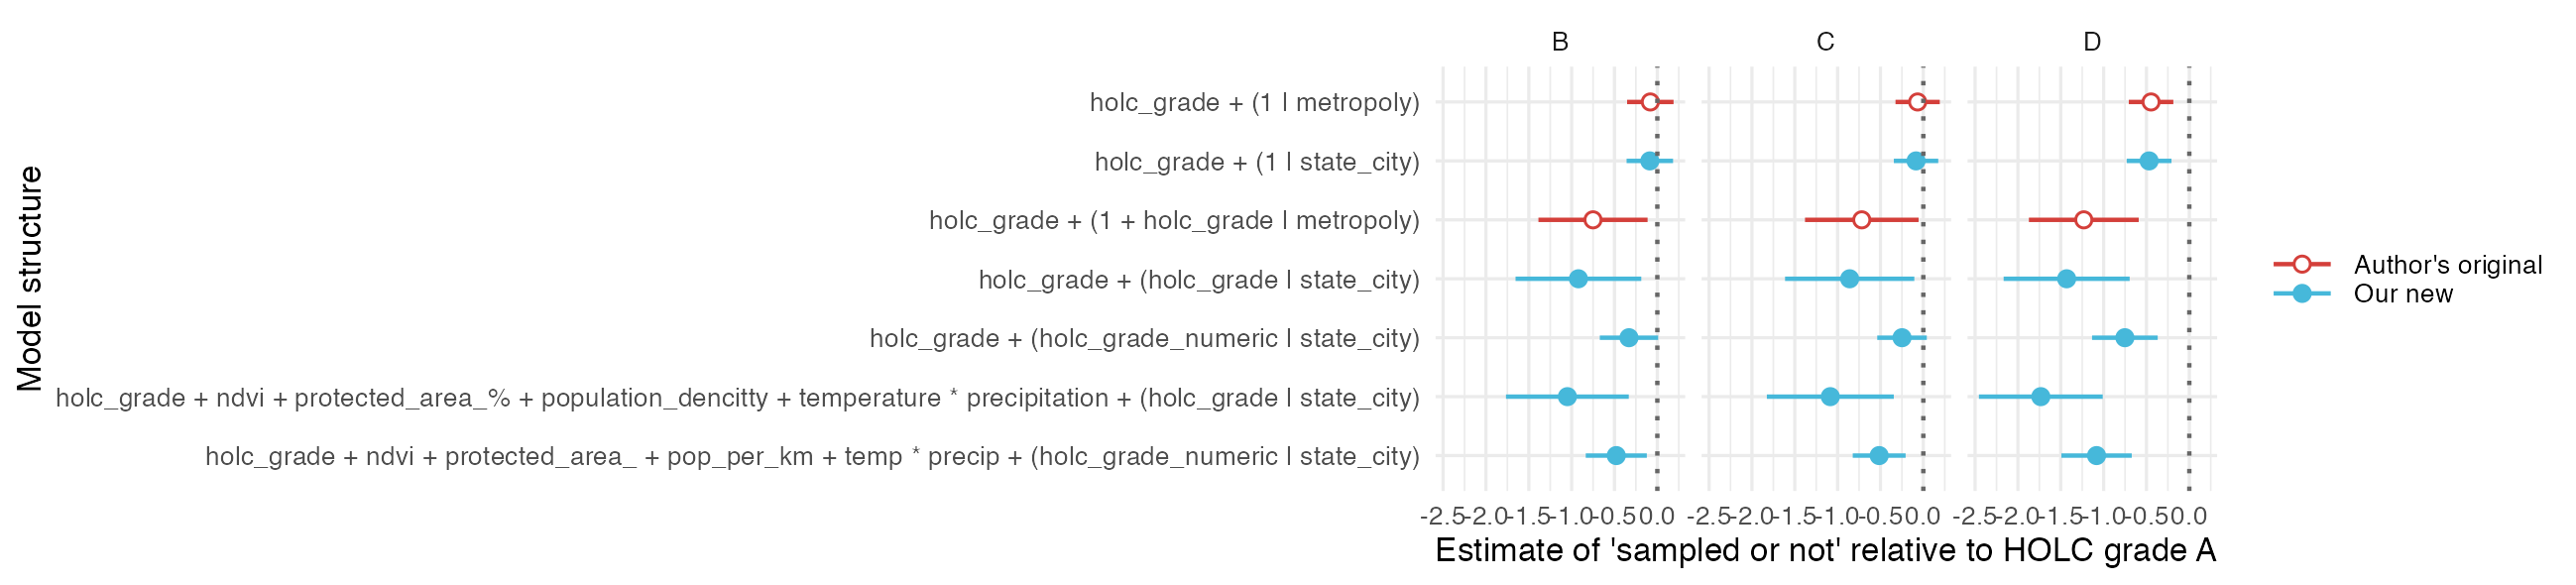 B C D
holc_grade + (1 | metropoly)
holc_grade + (1 | state_city)
holc_grade + (1 + holc_grade | metropoly)
holc_grade + (holc_grade | state_city)
holc_grade + (holc_grade_numeric | state_city)
holc_grade + ndvi + protected_area_% + population_dencitty + temperature * precipitation + (holc_grade | state_city)
holc_grade + ndvi + protected_area_ + pop_per_km + temp * precip + (holc_grade_numeric | state_city)
Model structure
-2.5 -2.0 -1.5 -1.0 -0.5 0.0 -2.5 -2.0 -1.5 -1.0 -0.5 0.0 -2.5 -2.0 -1.5 -1.0 -0.5 0.0
Estimate of 'sampled or not' relative to HOLC grade A
Author's original
Our new